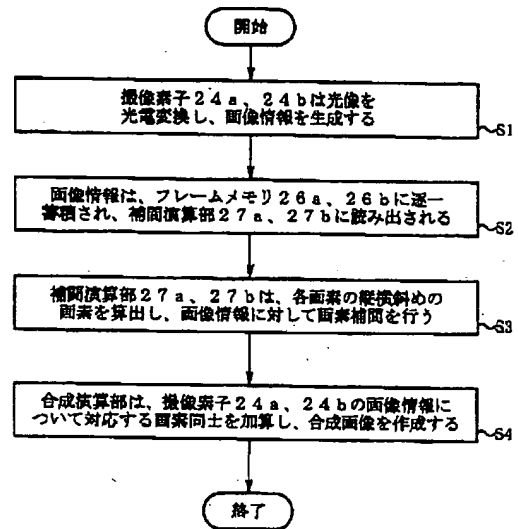 開始
撮像素子24a、24bは光像を
光電変換し、画像情報を生成する
S1
画像情報は、フレームメモリ26a、26bに逐一
蓄積され、補間演算部27a、27bに読み出される
S2
補間演算部27a、27bは、各画素の縦横斜めの
画素を算出し、画像情報に対して画素補間を行う
S3
合成演算部は、撮像素子24a、24bの画像情報に
ついて対応する画素同士を加算し、合成画像を作成する
S4
終了